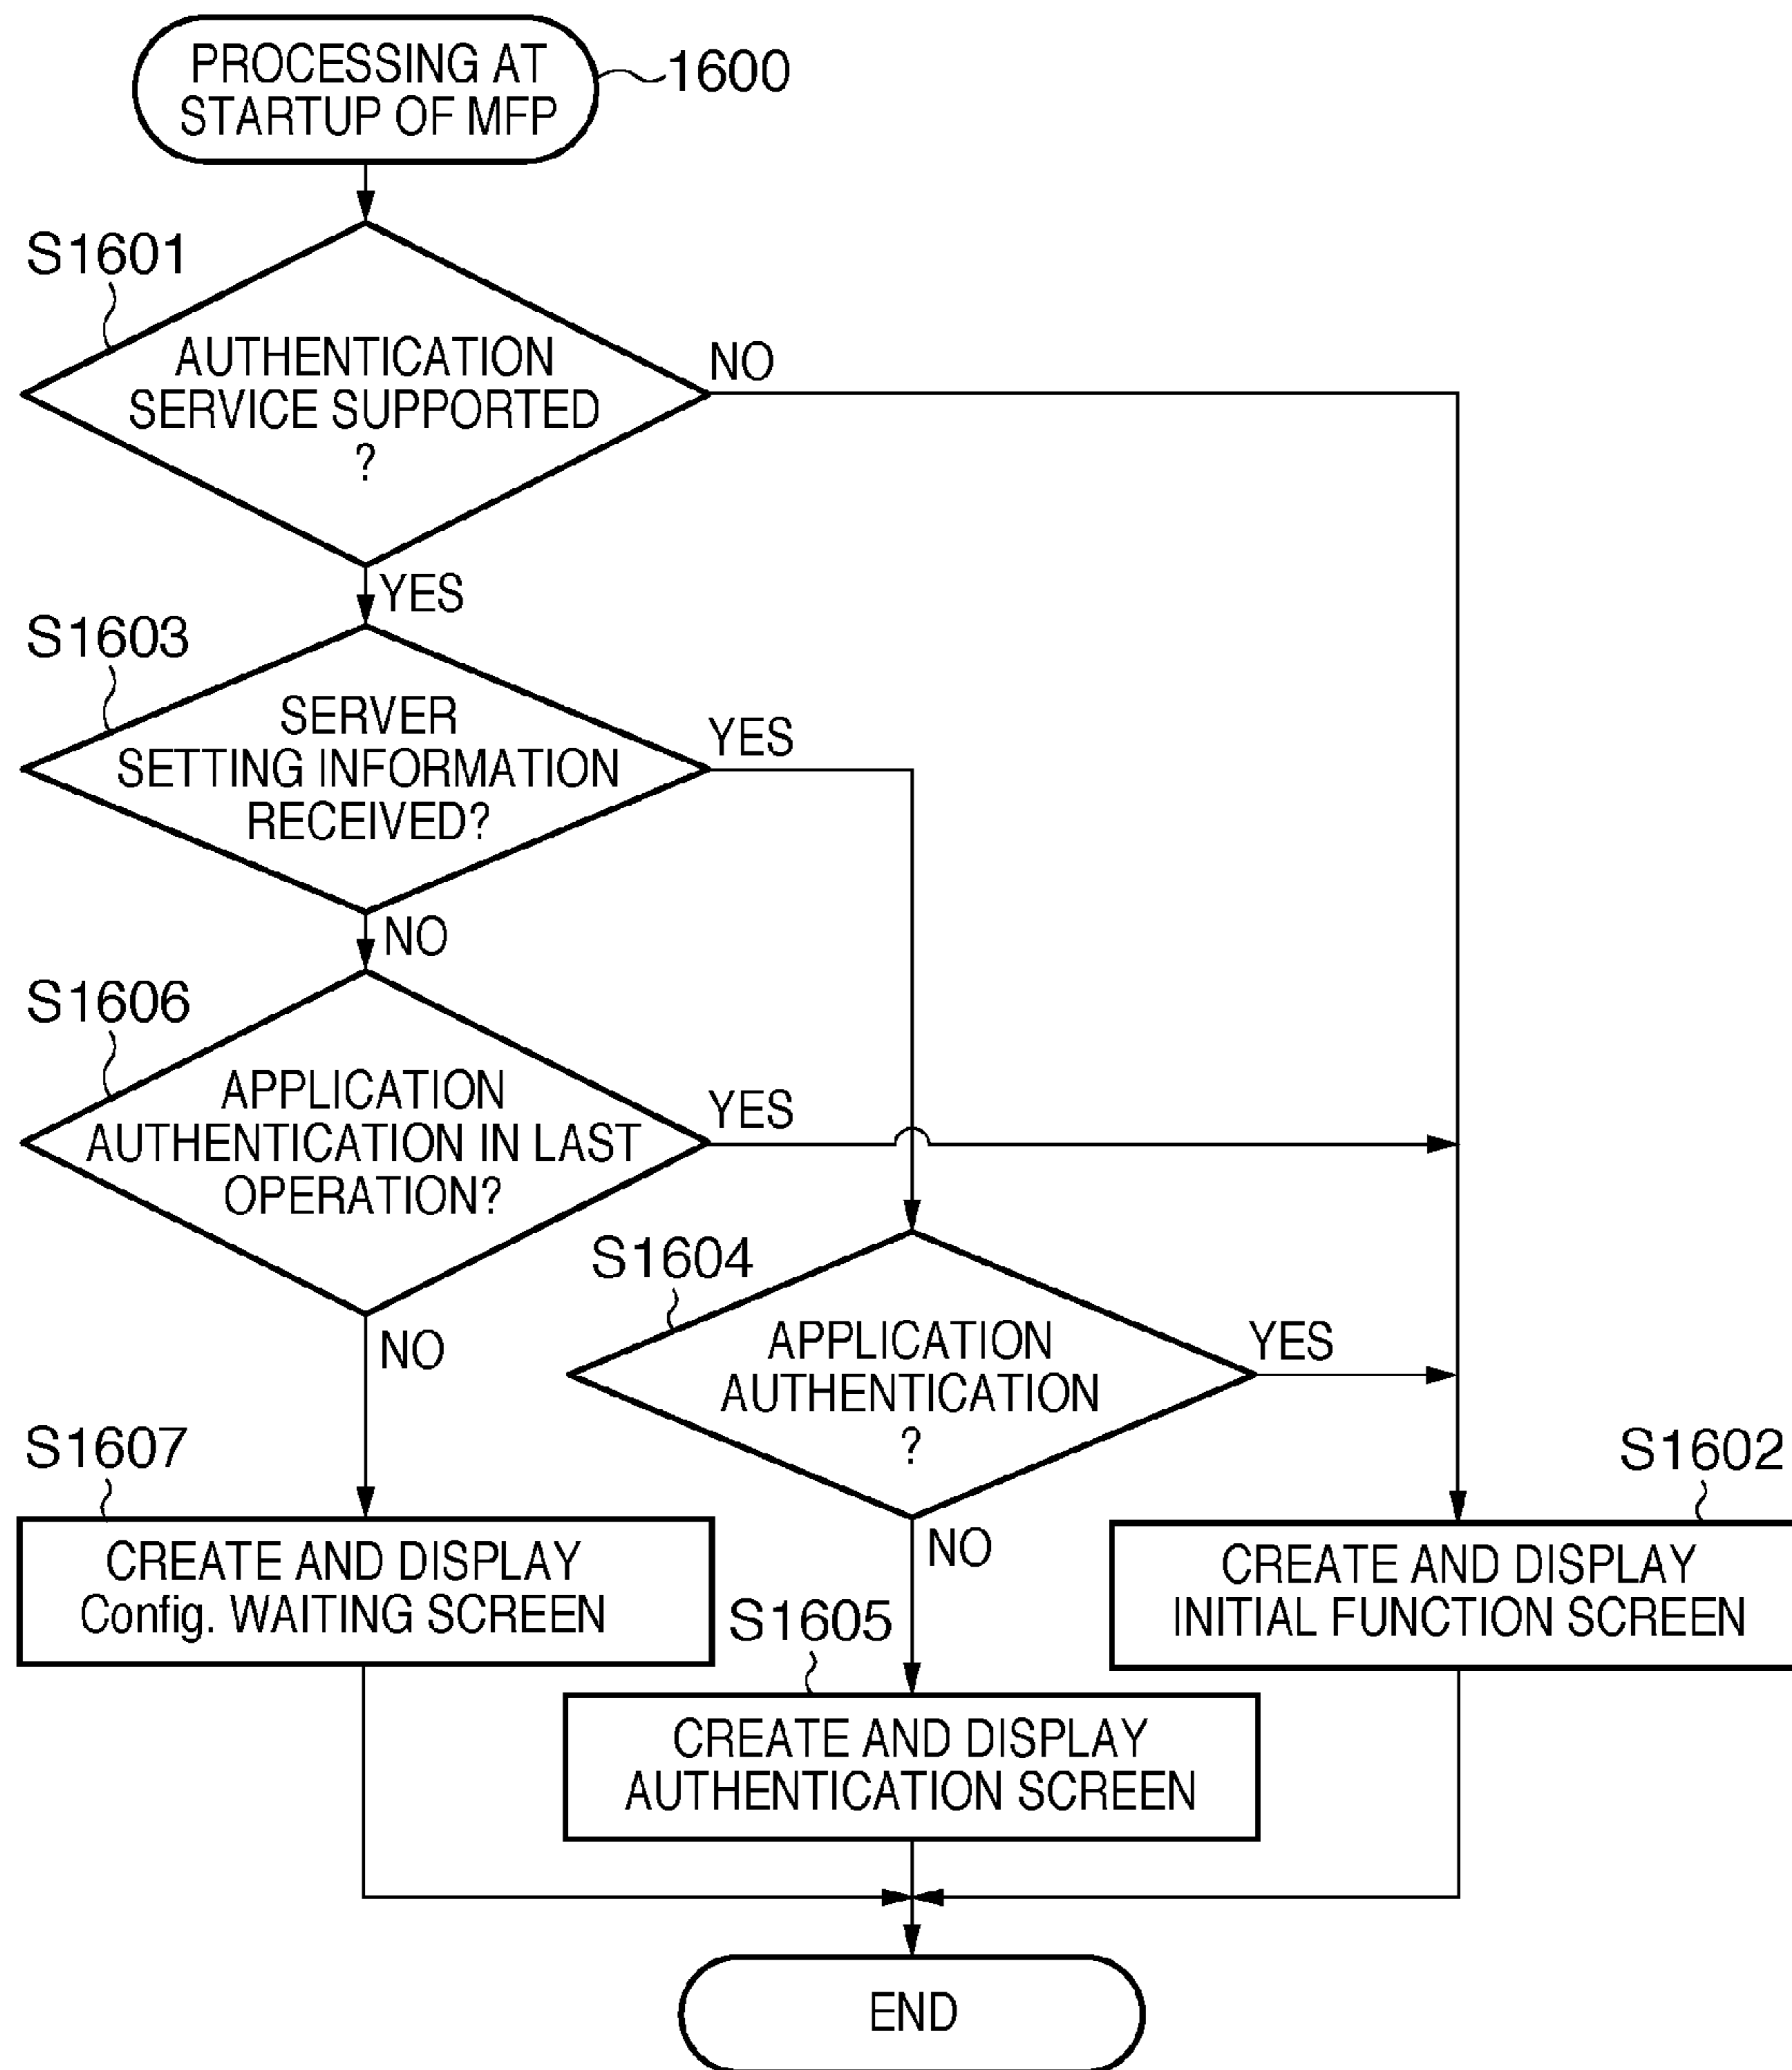 PROCESSING AT
STARTUP OF MFP
1600
S1601
AUTHENTICATION
SERVICE SUPPORTED
?
NO
YES
S1603
SERVER
SETTING INFORMATION
RECEIVED?
YES
NO
S1606
APPLICATION
AUTHENTICATION IN LAST
OPERATION?
YES
NO
S1604
APPLICATION
AUTHENTICATION
?
YES
NO
S1607
CREATE AND DISPLAY
Config. WAITING SCREEN
S1605
CREATE AND DISPLAY
AUTHENTICATION SCREEN
S1602
CREATE AND DISPLAY
INITIAL FUNCTION SCREEN
END